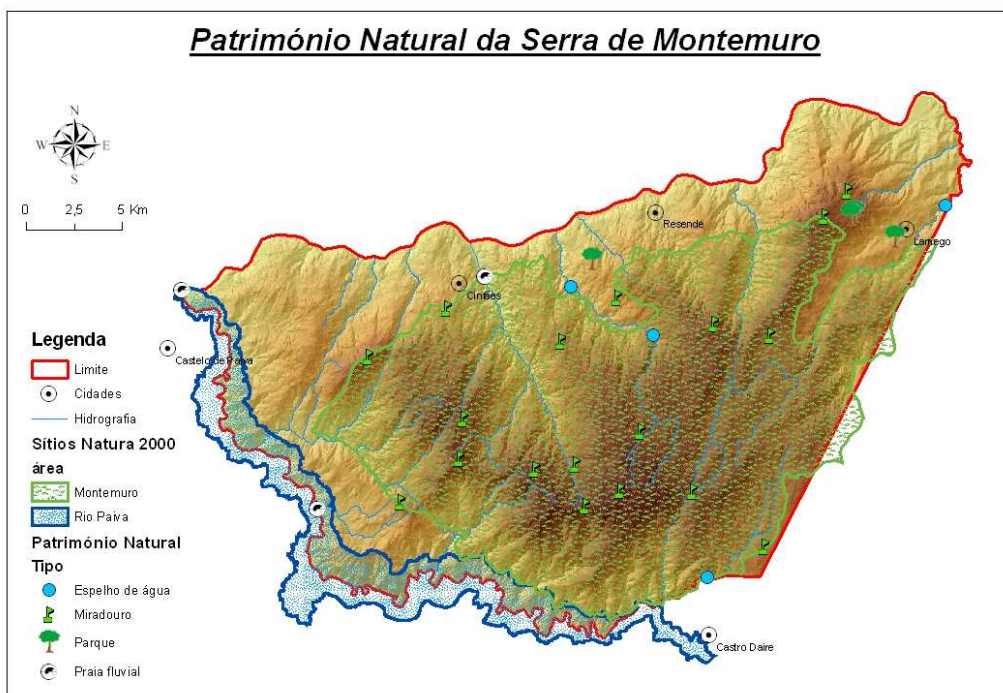 Património Natural da Serra de Montemuro
N
W E
S
0 2,5 5 Km
Resende
Lamego
Cinfães
Castelo de Paiva
Castro Daire
Legenda
Limite
Cidades
Hidrografia
Sítios Natura 2000
área
Montemuro
Rio Paiva
Património Natural
Tipo
Espelho de água
Miradouro
Parque
Praia fluvial